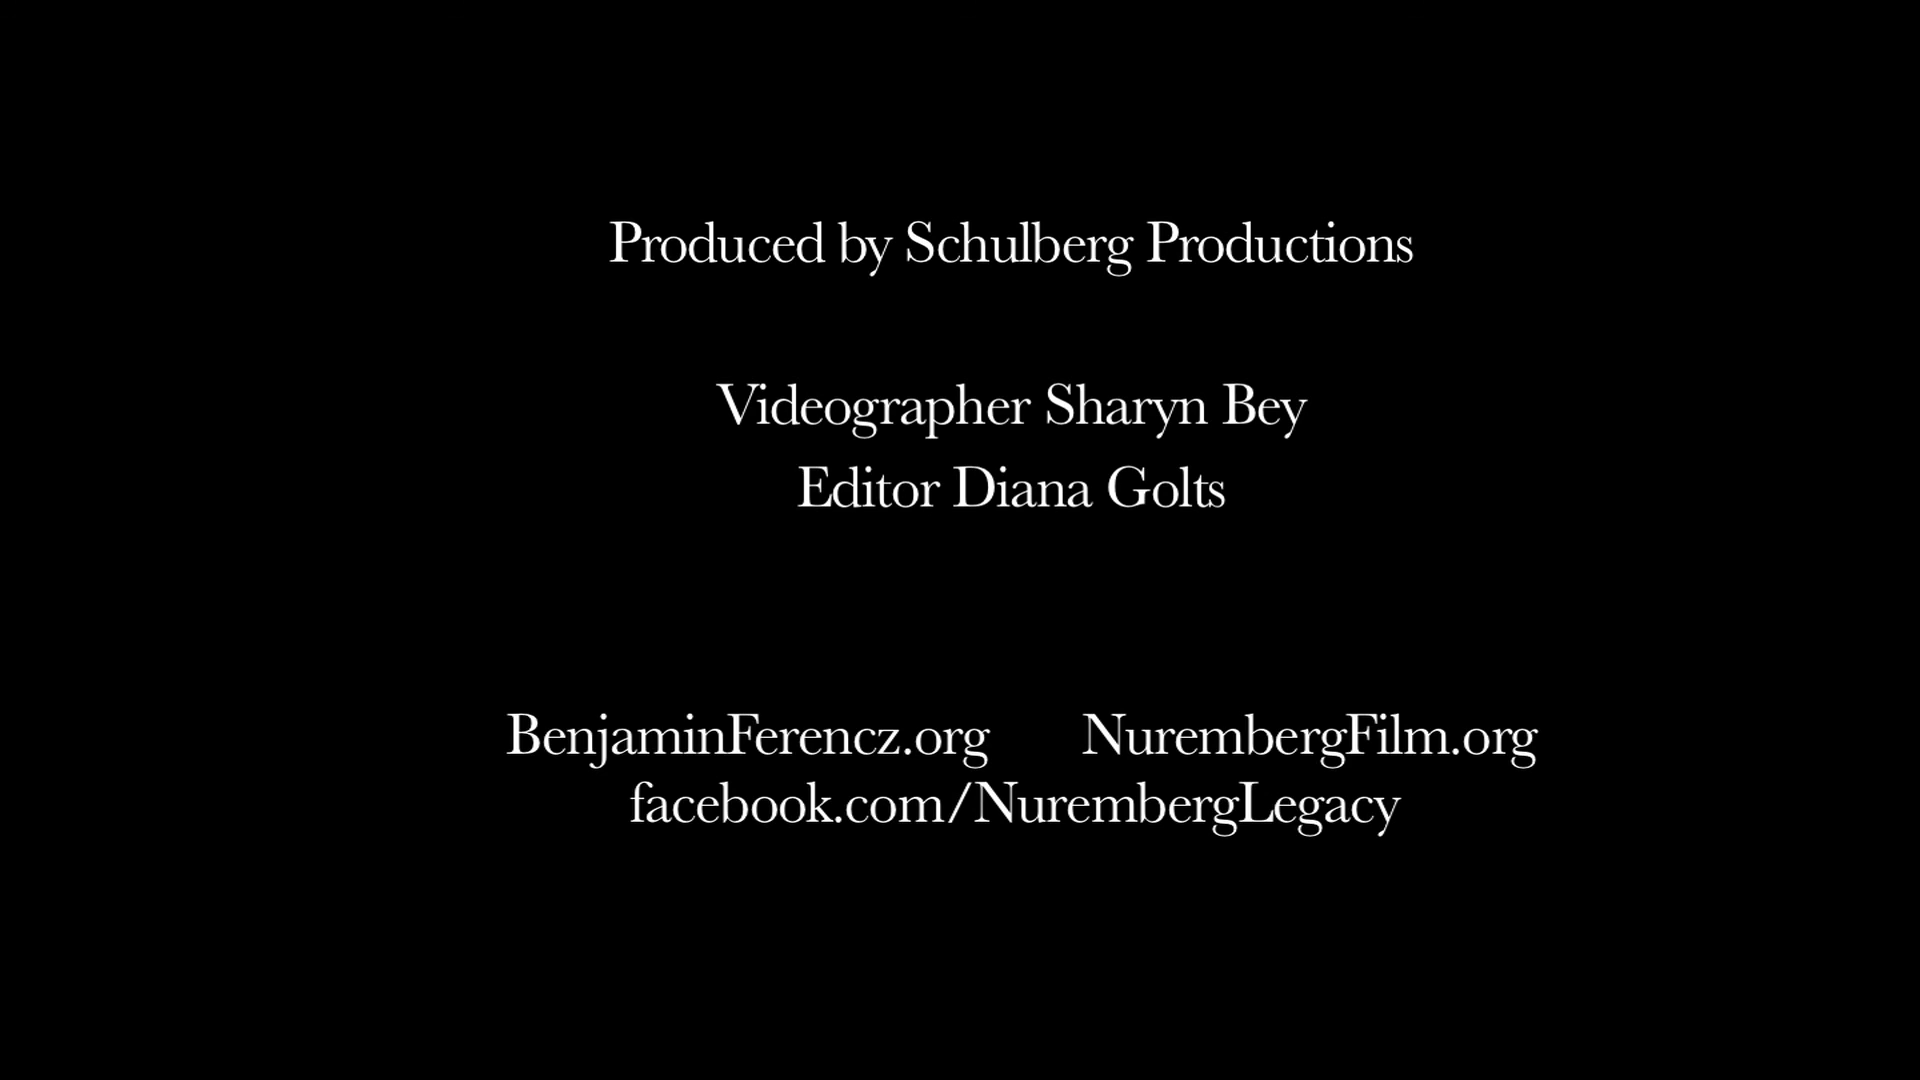 Produced by Schulberg Productions
Videographer Sharyn Bey
Editor Diana Golts
BenjaminFerencz.org NurembergFilm.org
facebook.com/NurembergLegacy